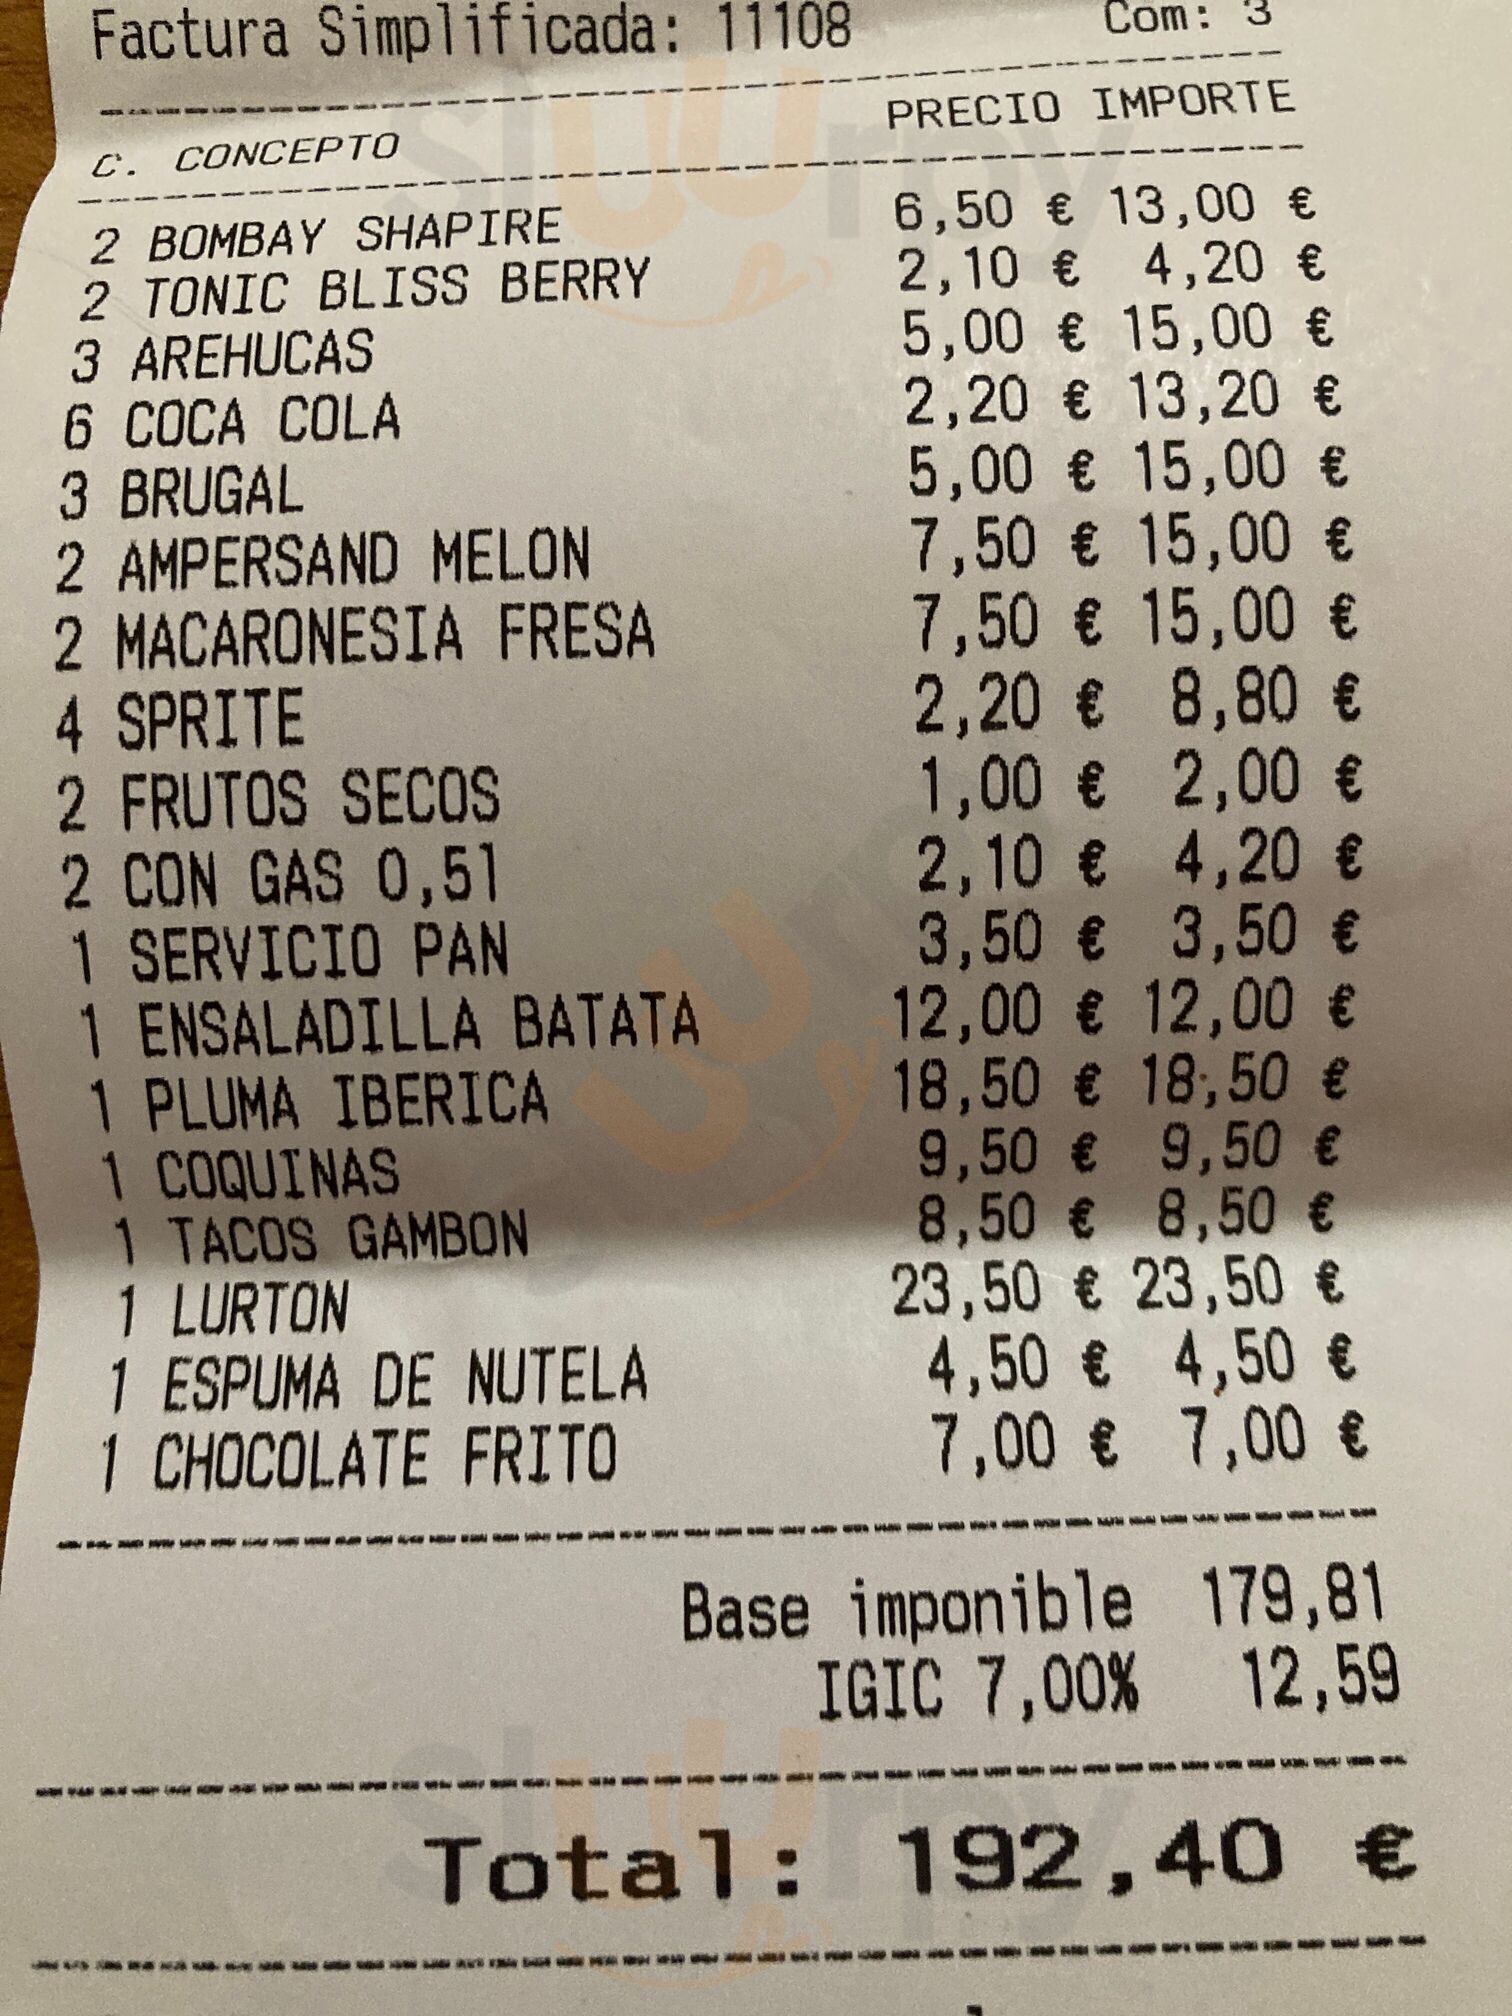 Factura Simplificada: 11108 Com: 3
C. CONCEPTO PRECIO IMPORTE
2 BOMBAY SHAPIRE 6,50 € 13,00 €
2 TONIC BLISS BERRY 2,10 € 4,20 €
3 AREHUCAS 5,00 € 15,00 €
6 COCA COLA 2,20 € 13,20 €
3 BRUGAL 5,00 € 15,00 €
2 AMPERSAND MELON 7,50 € 15,00 €
2 MACARONESIA FRESA 7,50 € 15,00 €
4 SPRITE 2,20 € 8,80 €
2 FRUTOS SECOS 1,00 € 2,00 €
2 CON GAS 0,5l 2,10 € 4,20 €
1 SERVICIO PAN 3,50 € 3,50 €
1 ENSALADILLA BATATA 12,00 € 12,00 €
1 PLUMA IBERICA 18,50 € 18,50 €
1 COQUINAS 9,50 € 9,50 €
1 TACOS GAMBON 8,50 € 8,50 €
1 LURTON 23,50 € 23,50 €
1 ESPUMA DE NUTELA 4,50 € 4,50 €
1 CHOCOLATE FRITO 7,00 € 7,00 €
Base imponible 179,81
IGIC 7,00% 12,59
Total: 192,40 €